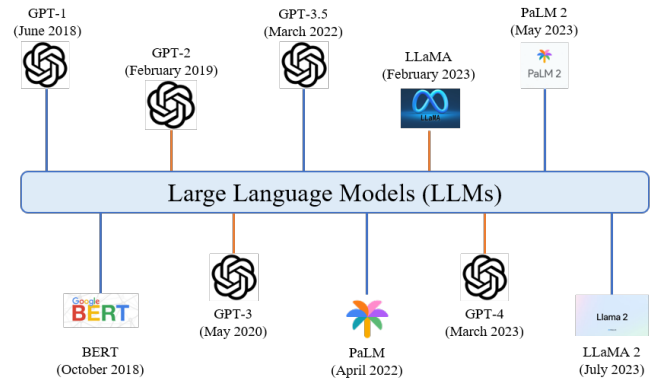 GPT-1
(June 2018)
GPT-2
(February 2019)
GPT-3.5
(March 2022)
LLaMA
(February 2023)
LLaMA
PaLM 2
(May 2023)
PaLM 2
Large Language Models (LLMs)
Google
BERT
BERT
(October 2018)
GPT-3
(May 2020)
PaLM
(April 2022)
GPT-4
(March 2023)
Llama 2
LLaMA 2
(July 2023)